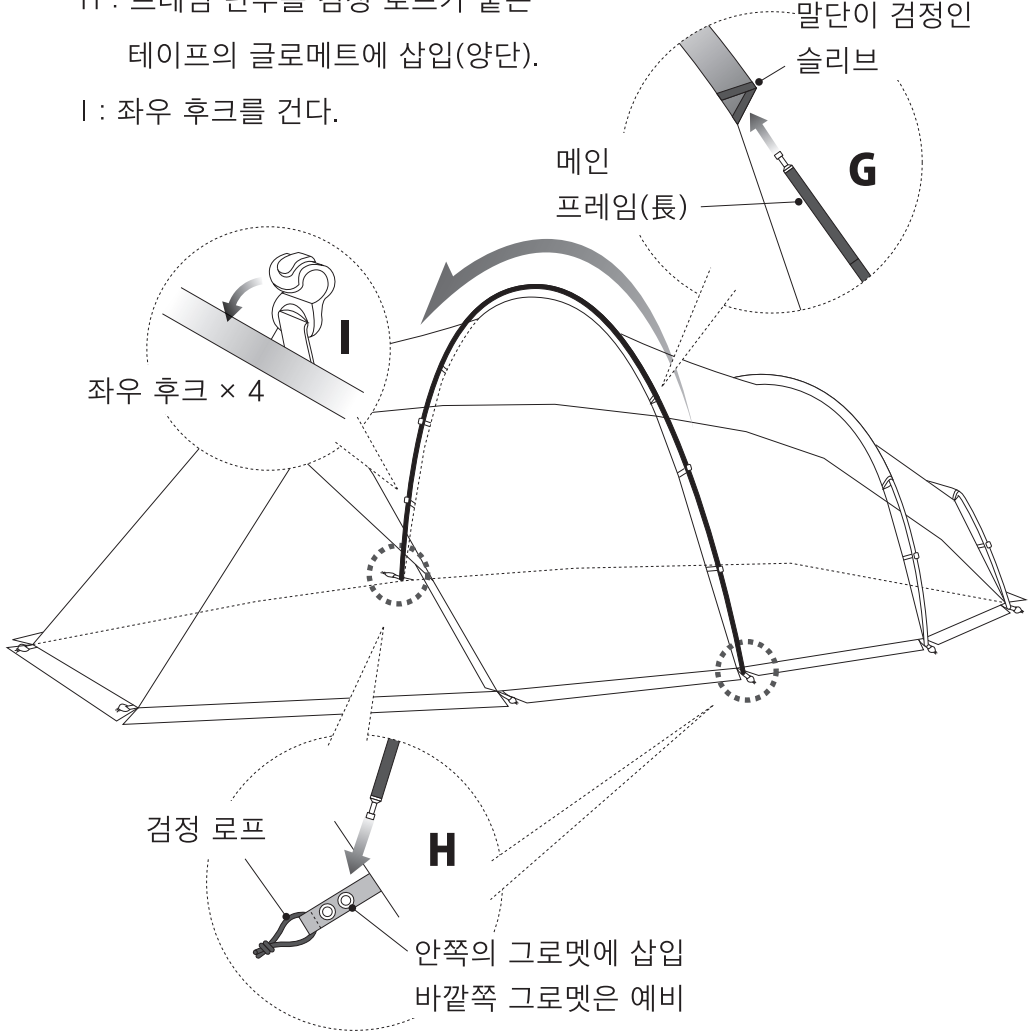 테이프의 글로메트에 삽입(양단).
I : 좌우 후크를 건다.
말단이 검정인
슬리브
메인
프레임(長)
G
I
좌우 후크 × 4
검정 로프
H
안쪽의 그로멧에 삽입
바깥쪽 그로멧은 예비